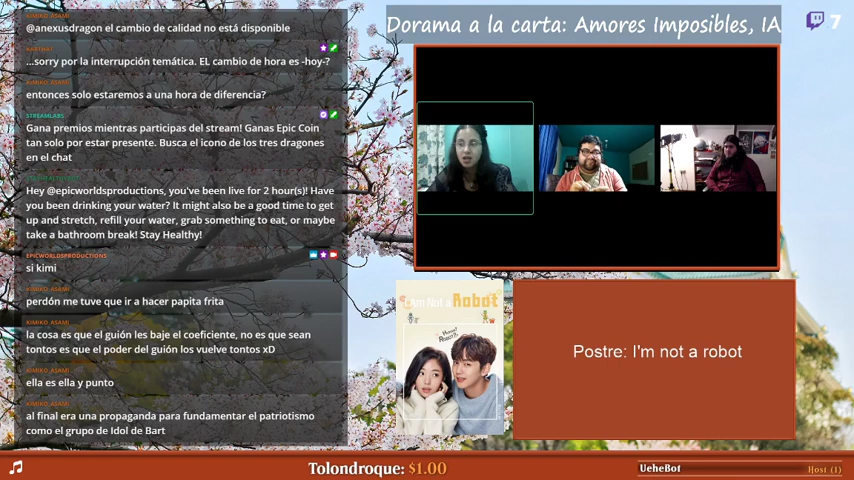 Dorama a la carta: Amores Imposibles, IA
7
KIMIKO_ASAMI
@anexusdragon el cambio de calidad no está disponible
...sorry por la interrupción temática. EL cambio de hora es -hoy-?
KIMIKO_ASAMI
entonces solo estaremos a una hora de diferencia?
STREAMLABS
Gana premios mientras participas del stream! Ganas Epic Coin
tan solo por estar presente. Busca el icono de los tres dragones
en el chat
Hey @epicworldsproductions, you've been live for 2 hour(s)! Have
you been drinking your water? It might also be a good time to get
up and stretch, refill your water, grab something to eat, or maybe
take a bathroom break! Stay Healthy!
EPICWORLDSPRODUCTIONS
si kimi
KIMIKO_ASAMI
perdón me tuve que ir a hacer papita frita
KIMIKO_ASAMI
la cosa es que el guión les baje el coeficiente, no es que sean
tontos es que el poder del guión los vuelve tontos xD
KIMIKO_ASAMI
ella es ella y punto
KIMIKO_ASAMI
al final era una propaganda para fundamentar el patriotismo
como el grupo de Idol de Bart
I Am Not a Robot
Postre: I'm not a robot
Tolondroque: $1.00
UeheBot
Host (1)